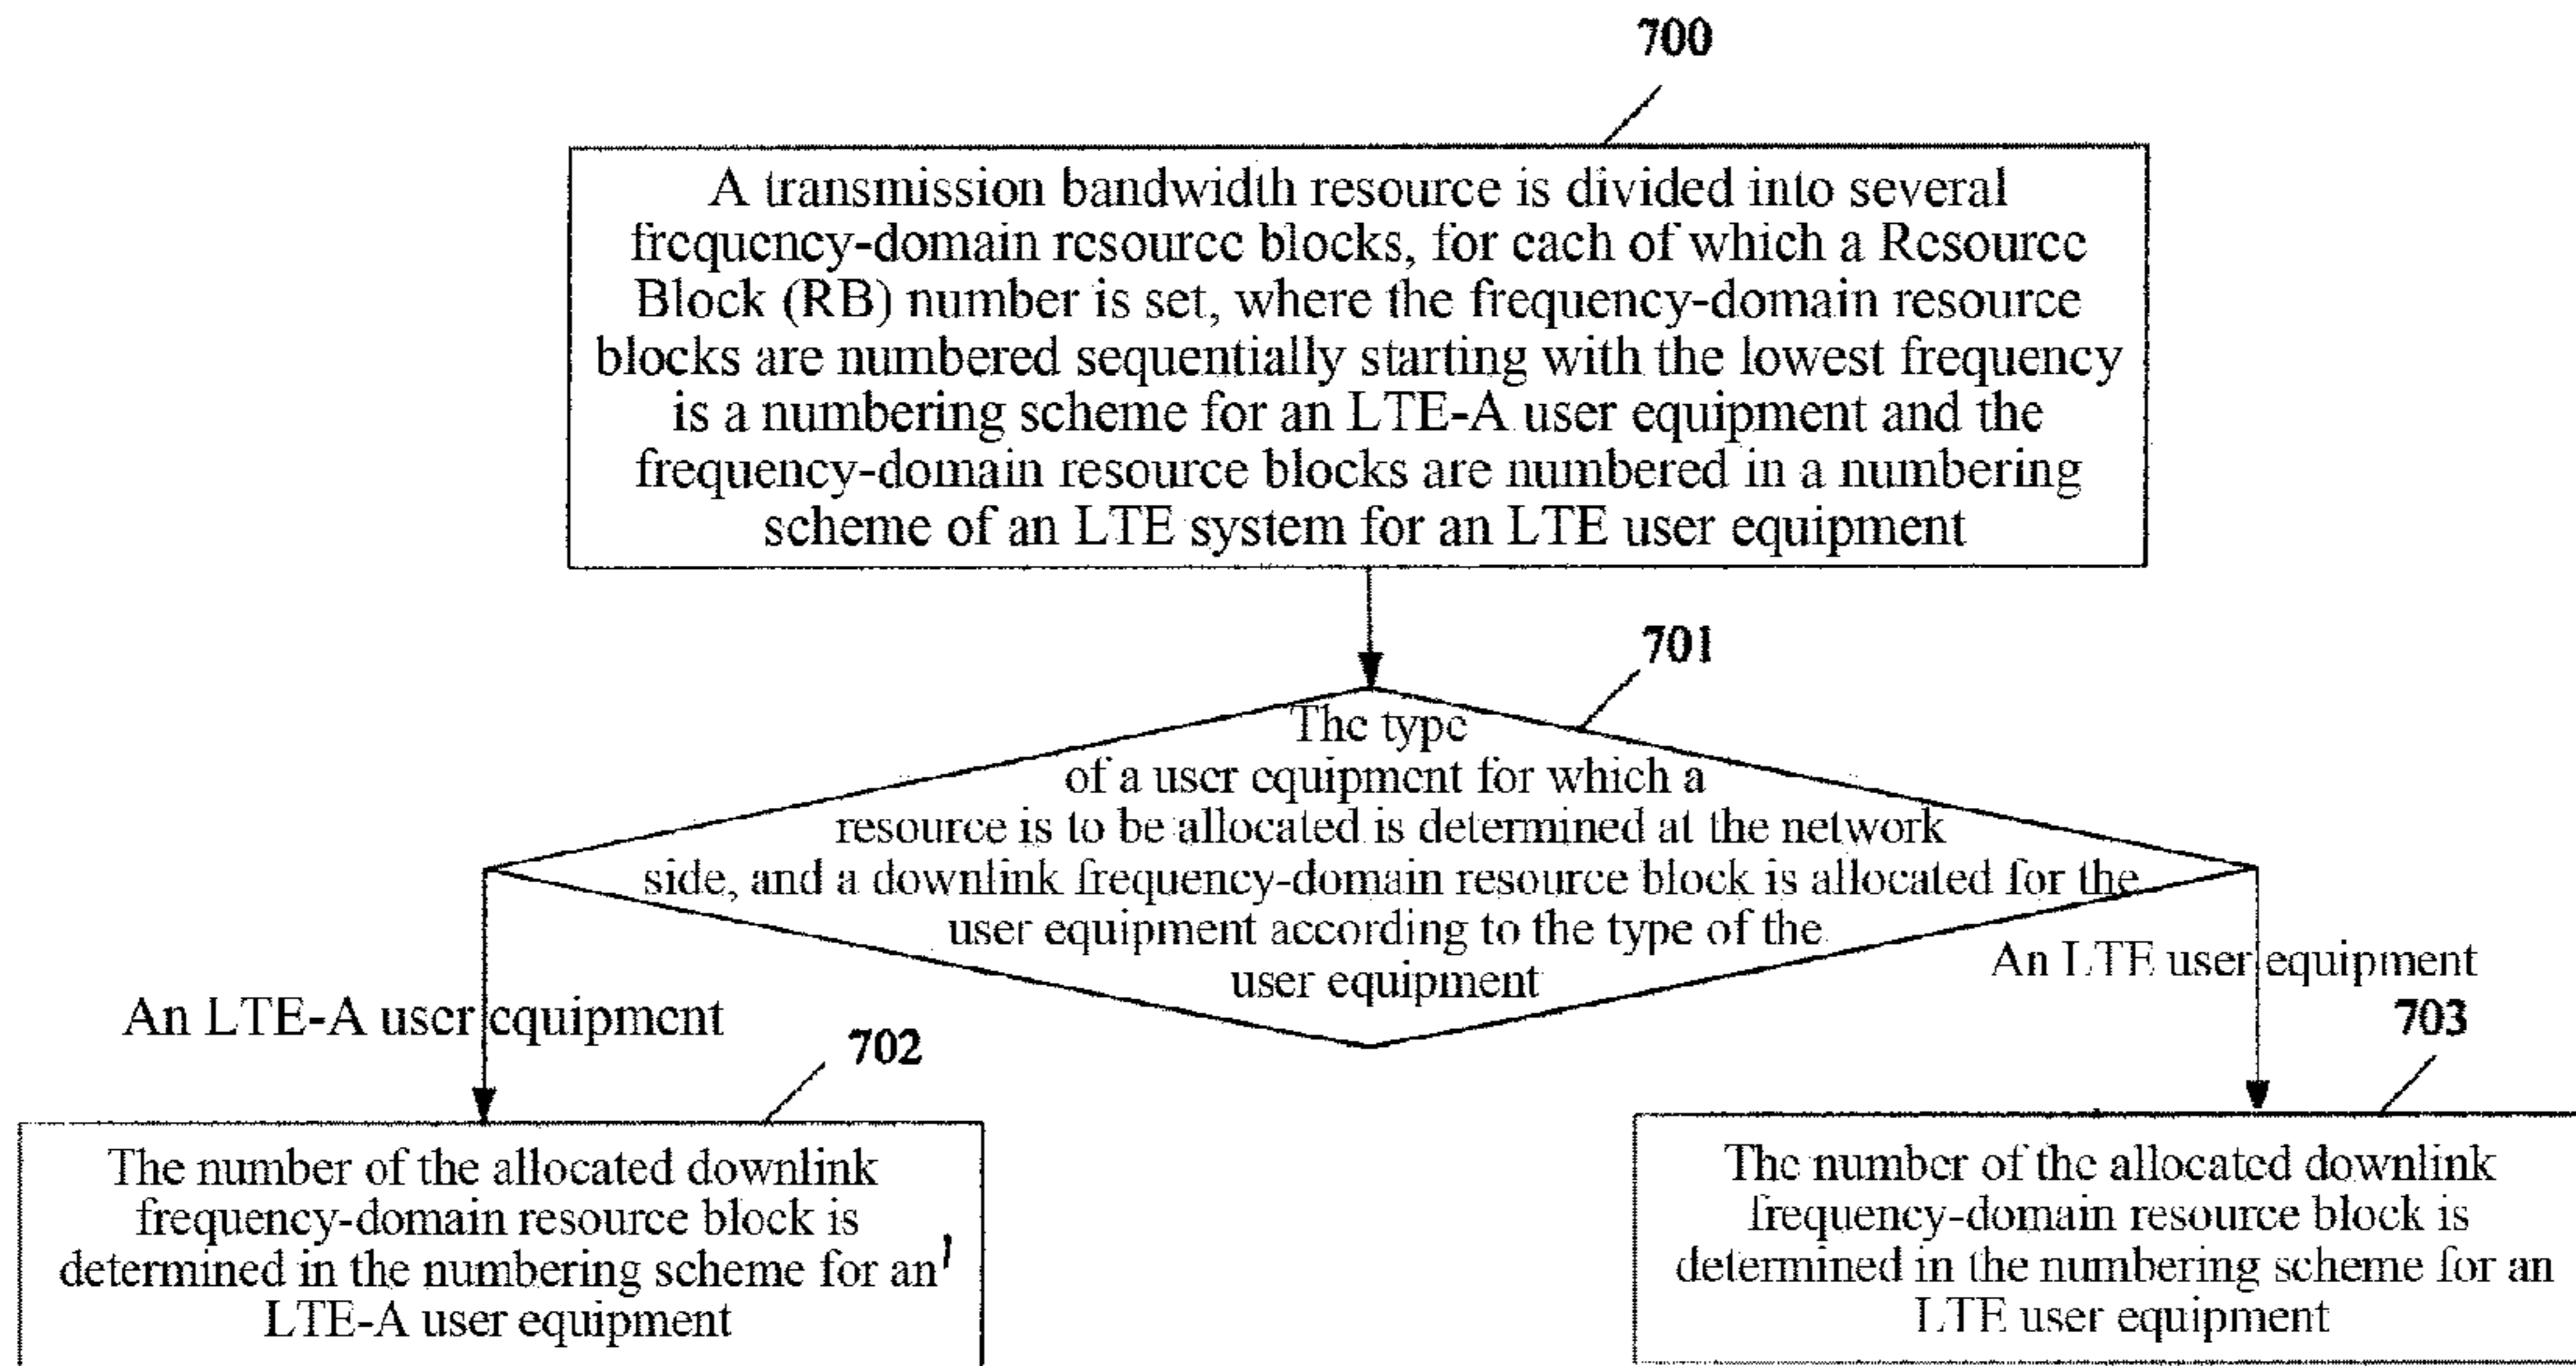 700
A transmission bandwidth resource is divided into several
frequency-domain resource blocks, for each of which a Resource
Block (RB) number is set, where the frequency-domain resource
blocks are numbered sequentially starting with the lowest frequency
is a numbering scheme for an LTE-A user equipment and the
frequency-domain resource blocks are numbered in a numbering
scheme of an LTE system for an LTE user equipment
701
The type
of a user equipment for which a
resource is to be allocated is determined at the network
side, and a downlink frequency-domain resource block is allocated for the
user equipment according to the type of the
user equipment
An LTE-A user equipment
An LTE user equipment
702
The number of the allocated downlink
frequency-domain resource block is
determined in the numbering scheme for an
LTE-A user equipment
703
The number of the allocated downlink
frequency-domain resource block is
determined in the numbering scheme for an
LTE user equipment